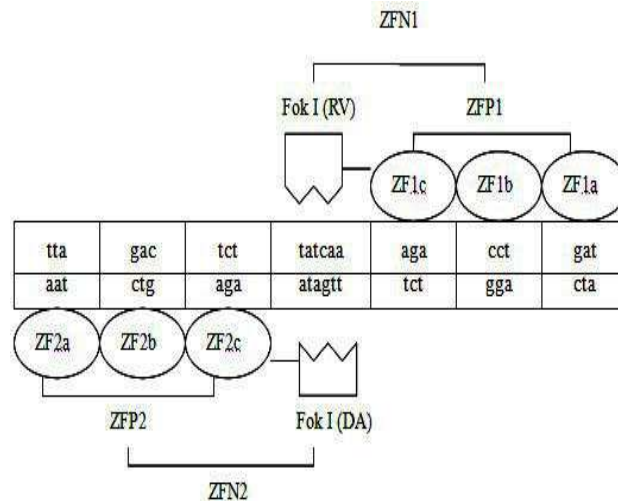 ZFN1
Fok I (RV) ZFP1
ZF1c ZF1b ZF1a
tta gac tct tatcaa aga cct gat
aat ctg aga atagtt tct gga cta
ZF2a ZF2b ZF2c
ZFP2 Fok I (DA)
ZFN2